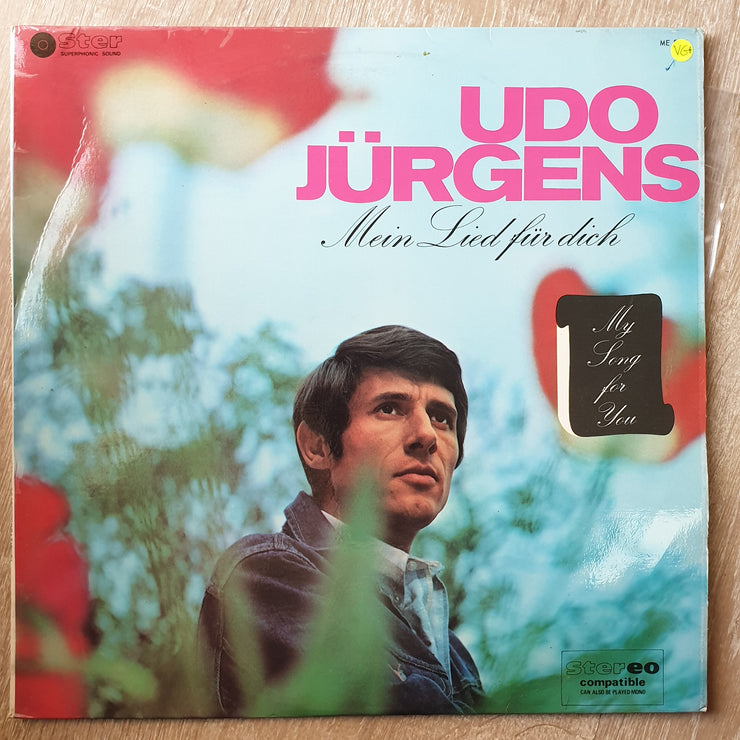 Ster
SUPERPHONIC SOUND
ME
VG+
UDO
JÜRGENS
Mein Lied für dich
My
Song
for
You
stereo
compatible
CAN ALSO BE PLAYED MONO